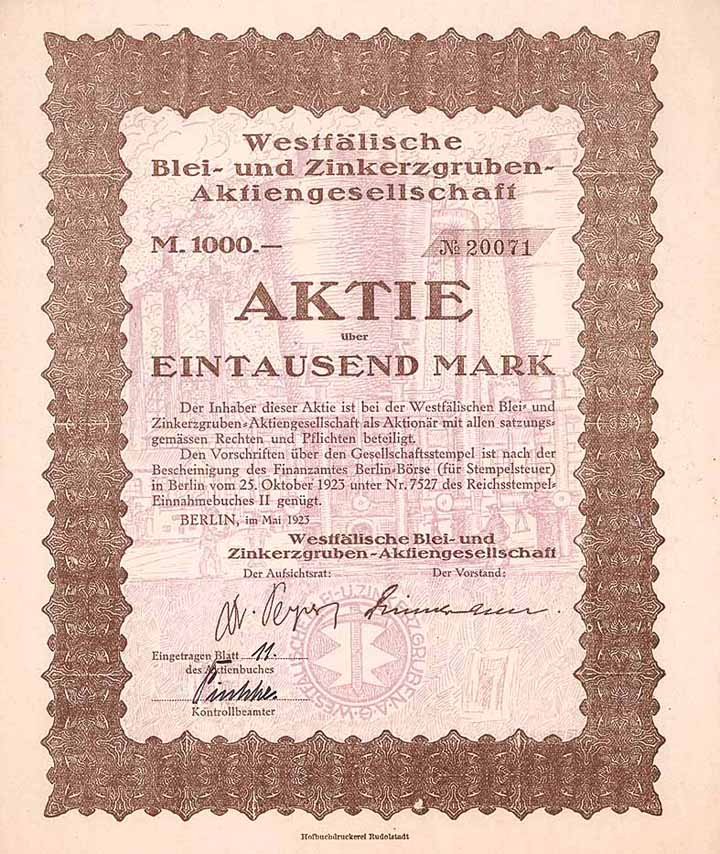 Westfälische
Blei- und Zinkerzgruben-
Aktiengesellschaft
M. 1000.— № 20071
AKTIE
über
EINTAUSEND MARK
Der Inhaber dieser Aktie ist bei der Westfälischen Blei- und
Zinkerzgruben-Aktiengesellschaft als Aktionär mit allen satzungs-
gemässen Rechten und Pflichten beteiligt.
Den Vorschriften über den Gesellschaftsstempel ist nach der
Bescheinigung des Finanzamtes Berlin-Börse (für Stempelsteuer)
in Berlin vom 25. Oktober 1923 unter Nr. 7527 des Reichsstempel-
Einnahmebuches II genügt.
BERLIN, im Mai 1923
Westfälische Blei- und
Zinkerzgruben-Aktiengesellschaft
Der Aufsichtsrat: Der Vorstand:
Eingetragen Blatt 11.
des Aktienbuches
Kontrollbeamter
WESTFÄLISCHE BLEI- U. ZINKERZGRUBEN A.G.
Hofbuchdruckerei Rudolstadt